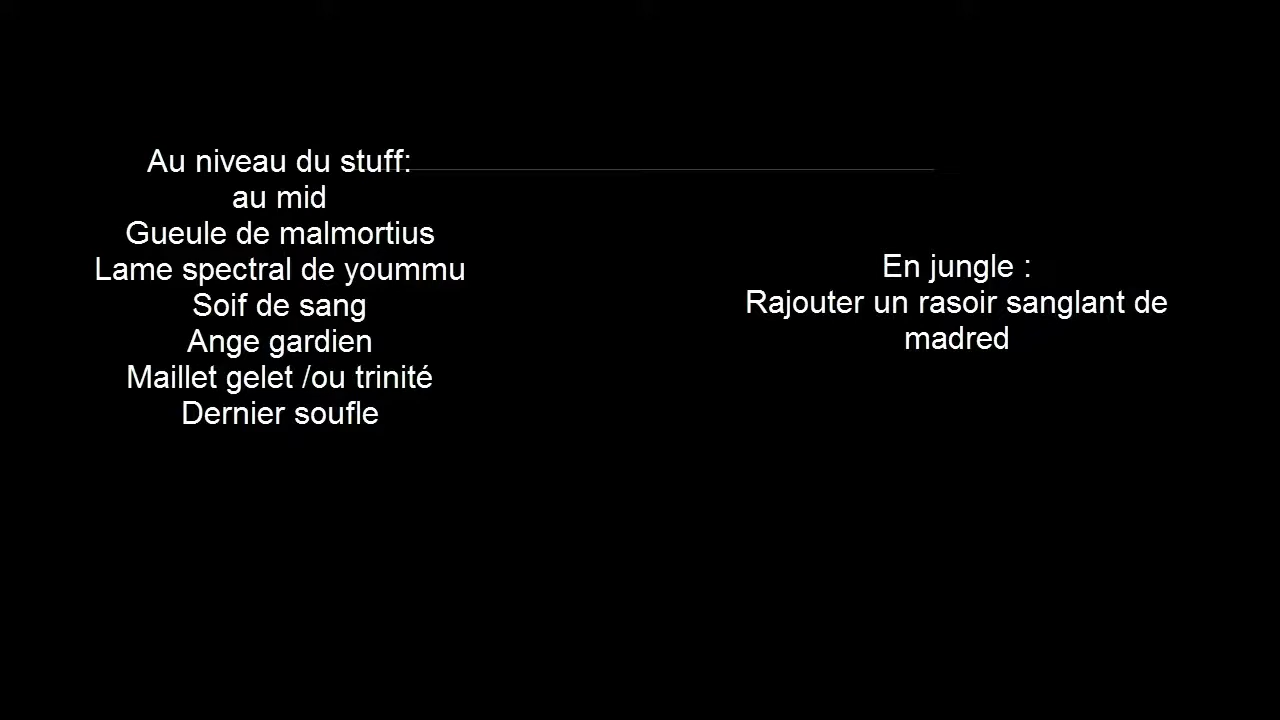 Au niveau du stuff:
au mid
Gueule de malmortius
Lame spectral de yoummu
Soif de sang
Ange gardien
Maillet gelet /ou trinité
Dernier soufle
En jungle :
Rajouter un rasoir sanglant de
madred